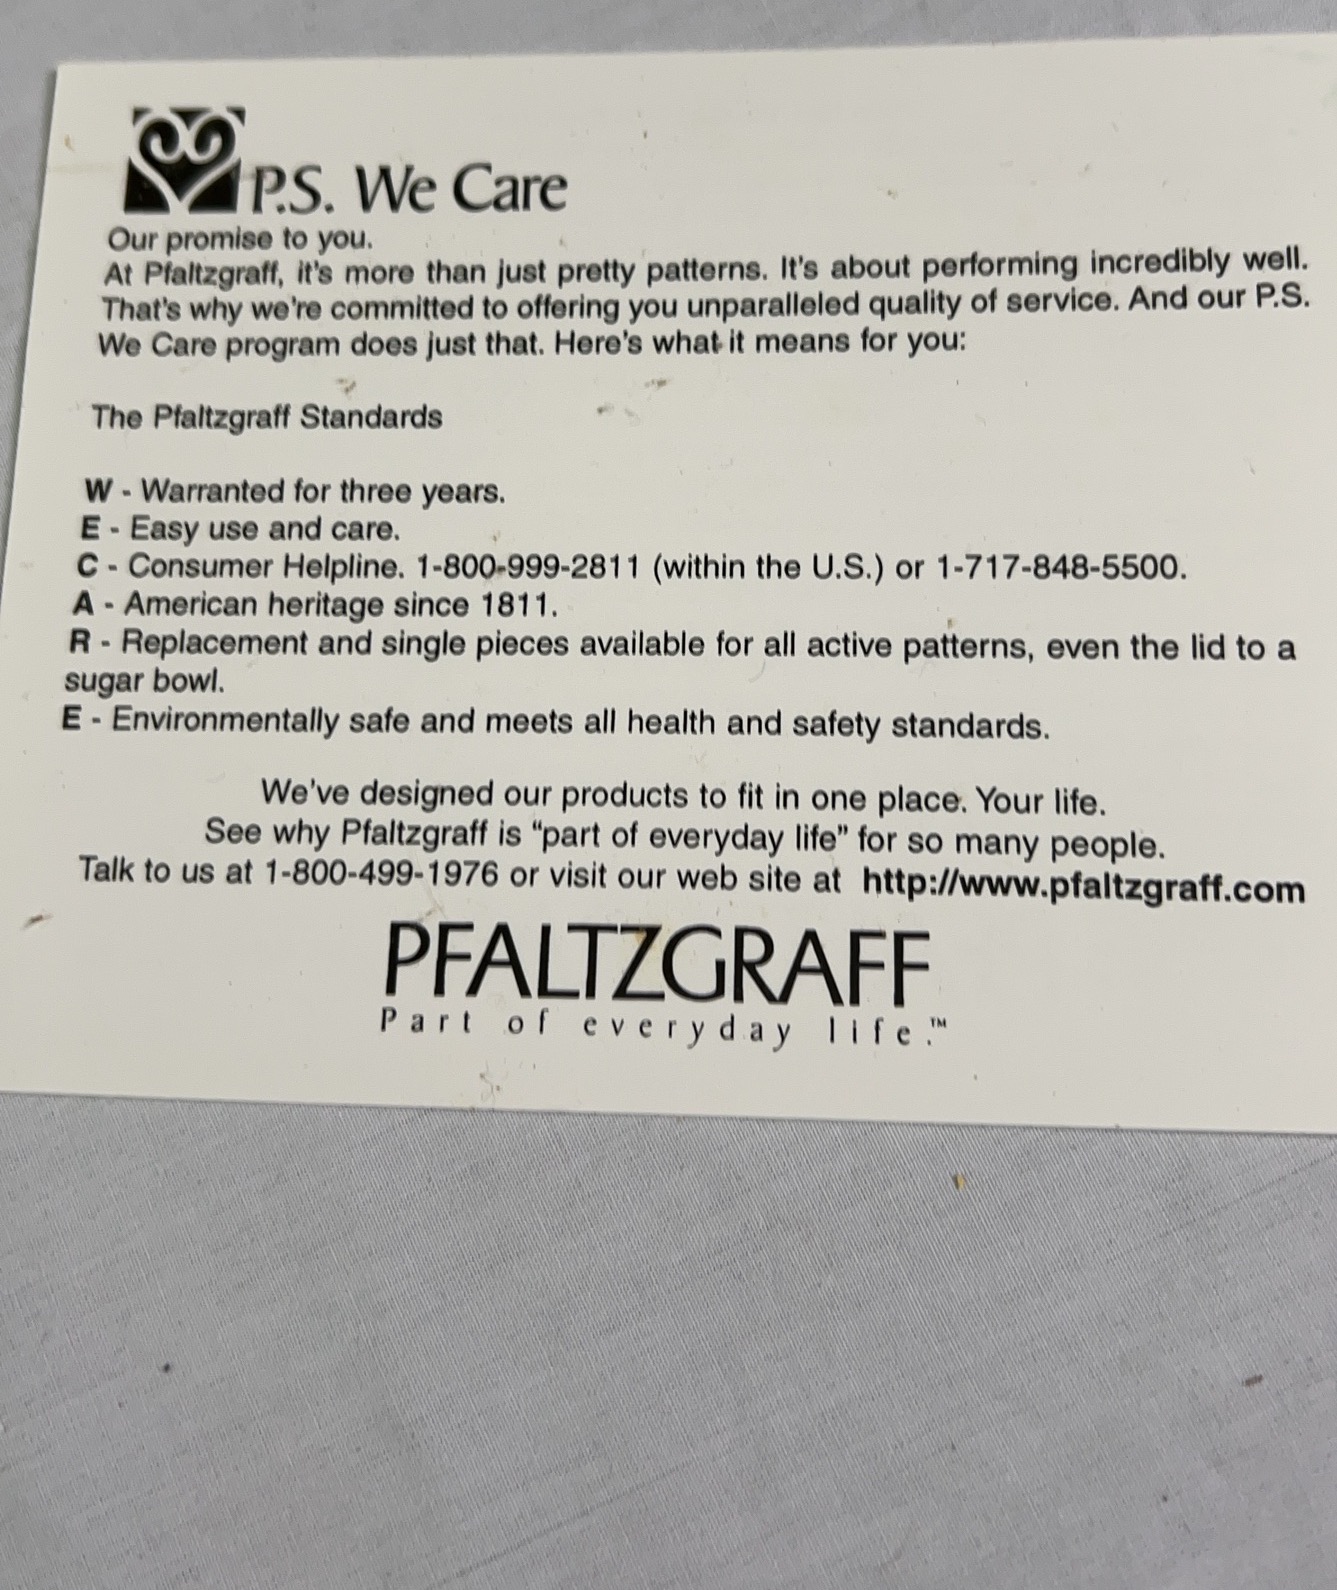 P.S. We Care
Our promise to you.
At Pfaltzgraff, it's more than just pretty patterns. It's about performing incredibly well.
That's why we're committed to offering you unparalleled quality of service. And our P.S.
We Care program does just that. Here's what it means for you:
The Pfaltzgraff Standards
W - Warranted for three years.
E - Easy use and care.
C - Consumer Helpline. 1-800-999-2811 (within the U.S.) or 1-717-848-5500.
A - American heritage since 1811.
R - Replacement and single pieces available for all active patterns, even the lid to a
sugar bowl.
E - Environmentally safe and meets all health and safety standards.
We've designed our products to fit in one place. Your life.
See why Pfaltzgraff is “part of everyday life” for so many people.
Talk to us at 1-800-499-1976 or visit our web site at http://www.pfaltzgraff.com
PFALTZGRAFF
Part of everyday life.™